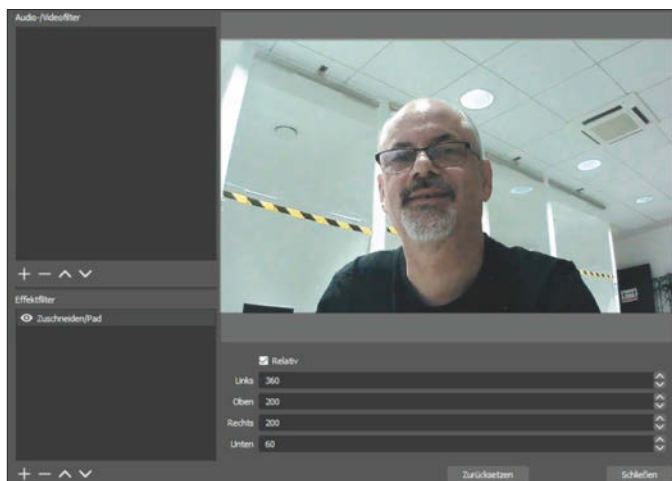 Audio-/Videofilter
Effektfilter
Zuschneiden/Pad
Relativ
Links 360
Oben 200
Rechts 200
Unten 60
Zurücksetzen
Schließen